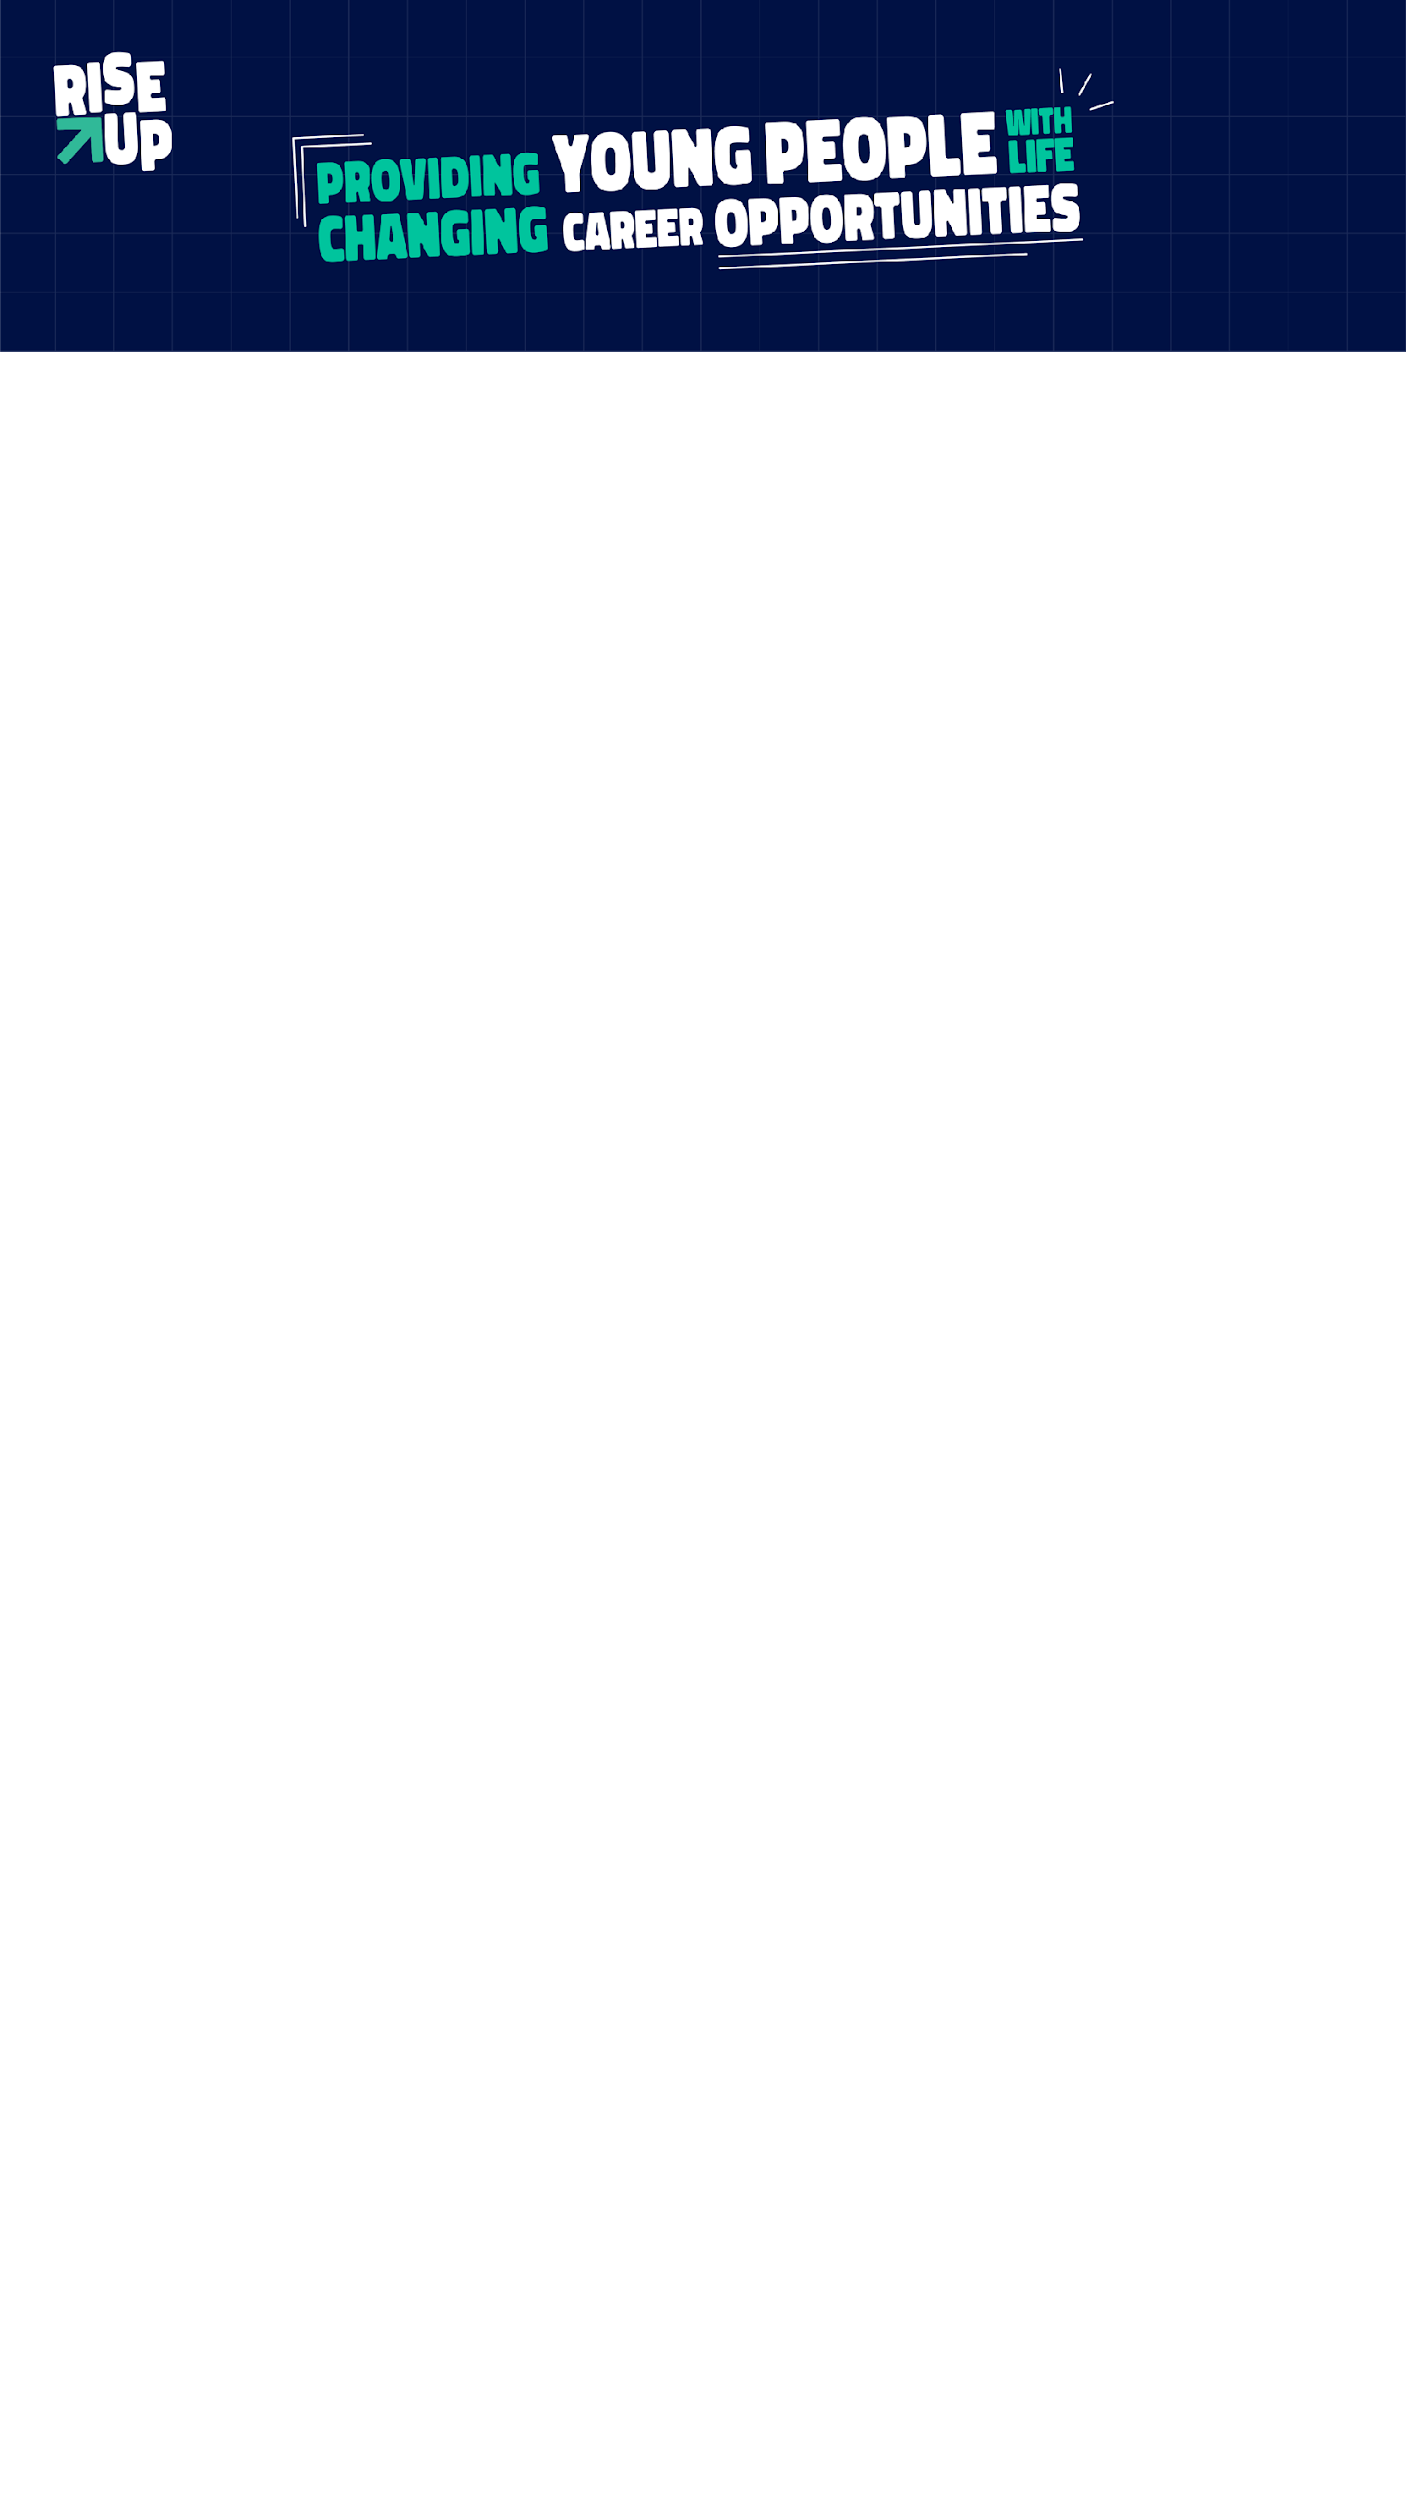 RISE
UP
PROVIDING YOUNG PEOPLE WITH LIFE
CHANGING CAREER OPPORTUNITIES